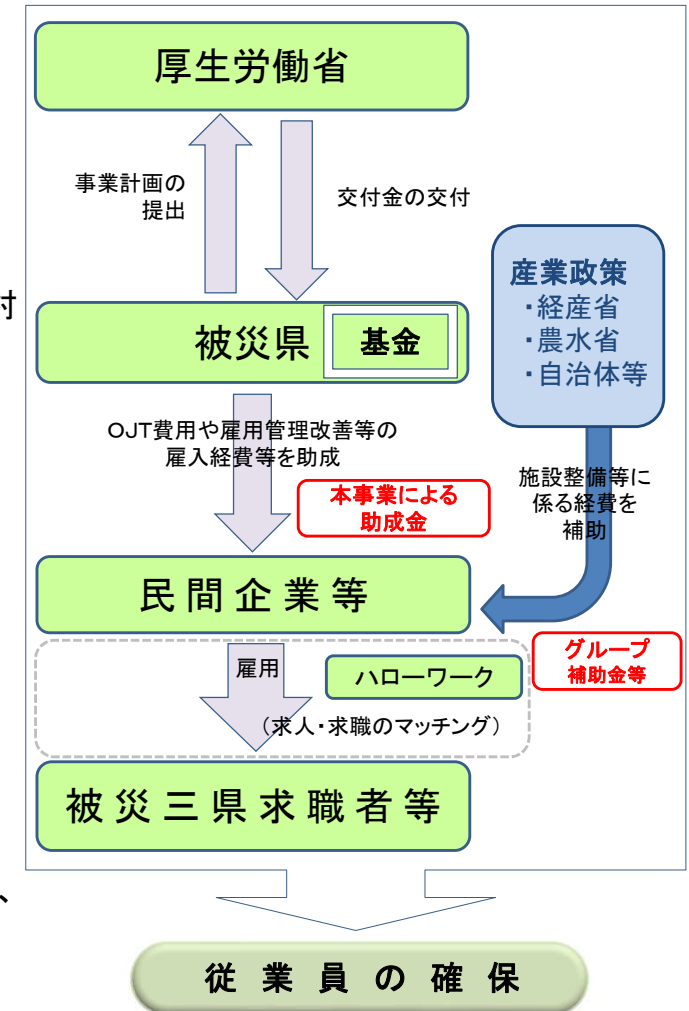 厚生労働省
事業計画の
提出
交付金の交付
産業政策
・経産省
・農水省
・自治体等
付
被災県
基金
OJT費用や雇用管理改善等の
雇入経費等を助成
本事業による
助成金
施設整備等に
係る経費を
補助
民間企業等
グループ
補助金等
雇用
ハローワーク
(求人・求職のマッチング)
被災三県求職者等
、
従業員の確保